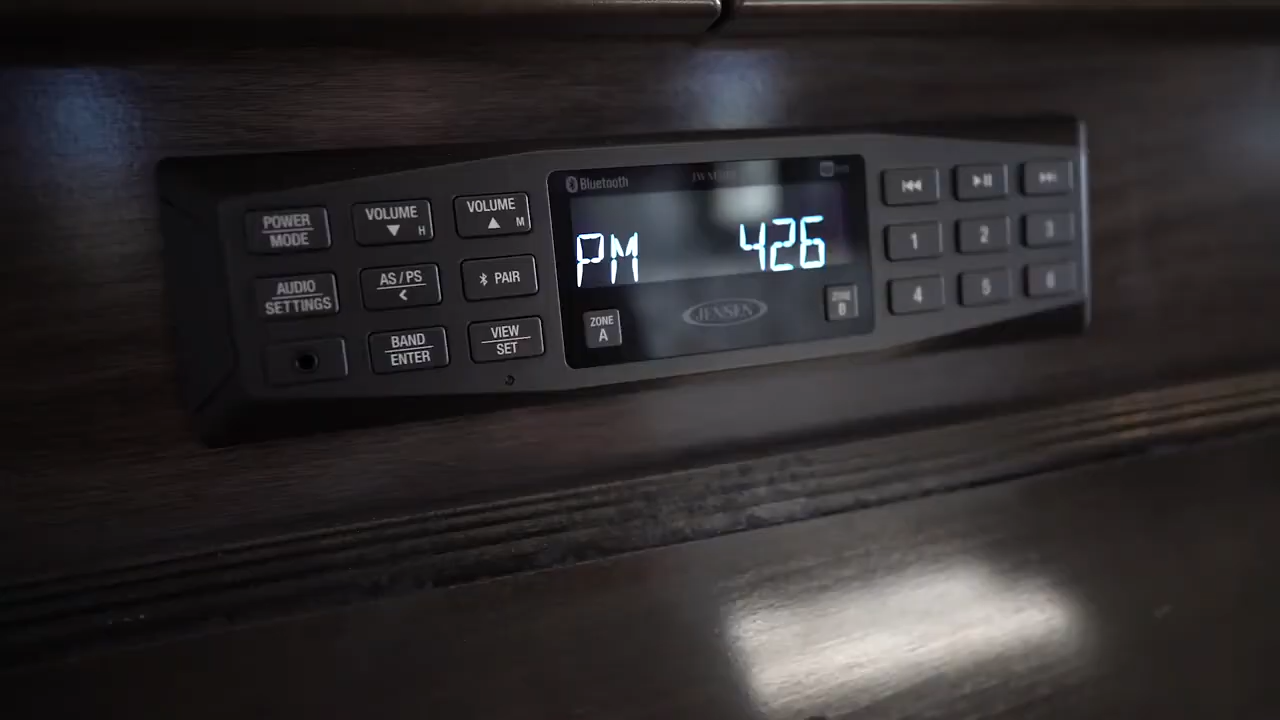 POWER
MODE
VOLUME
H
VOLUME
M
AUDIO
SETTINGS
AS/PS
<
PAIR
BAND
ENTER
VIEW
SET
Bluetooth
PM 426
ZONE
A
JENSEN
ZONE
B
1 2 3
4 5 6